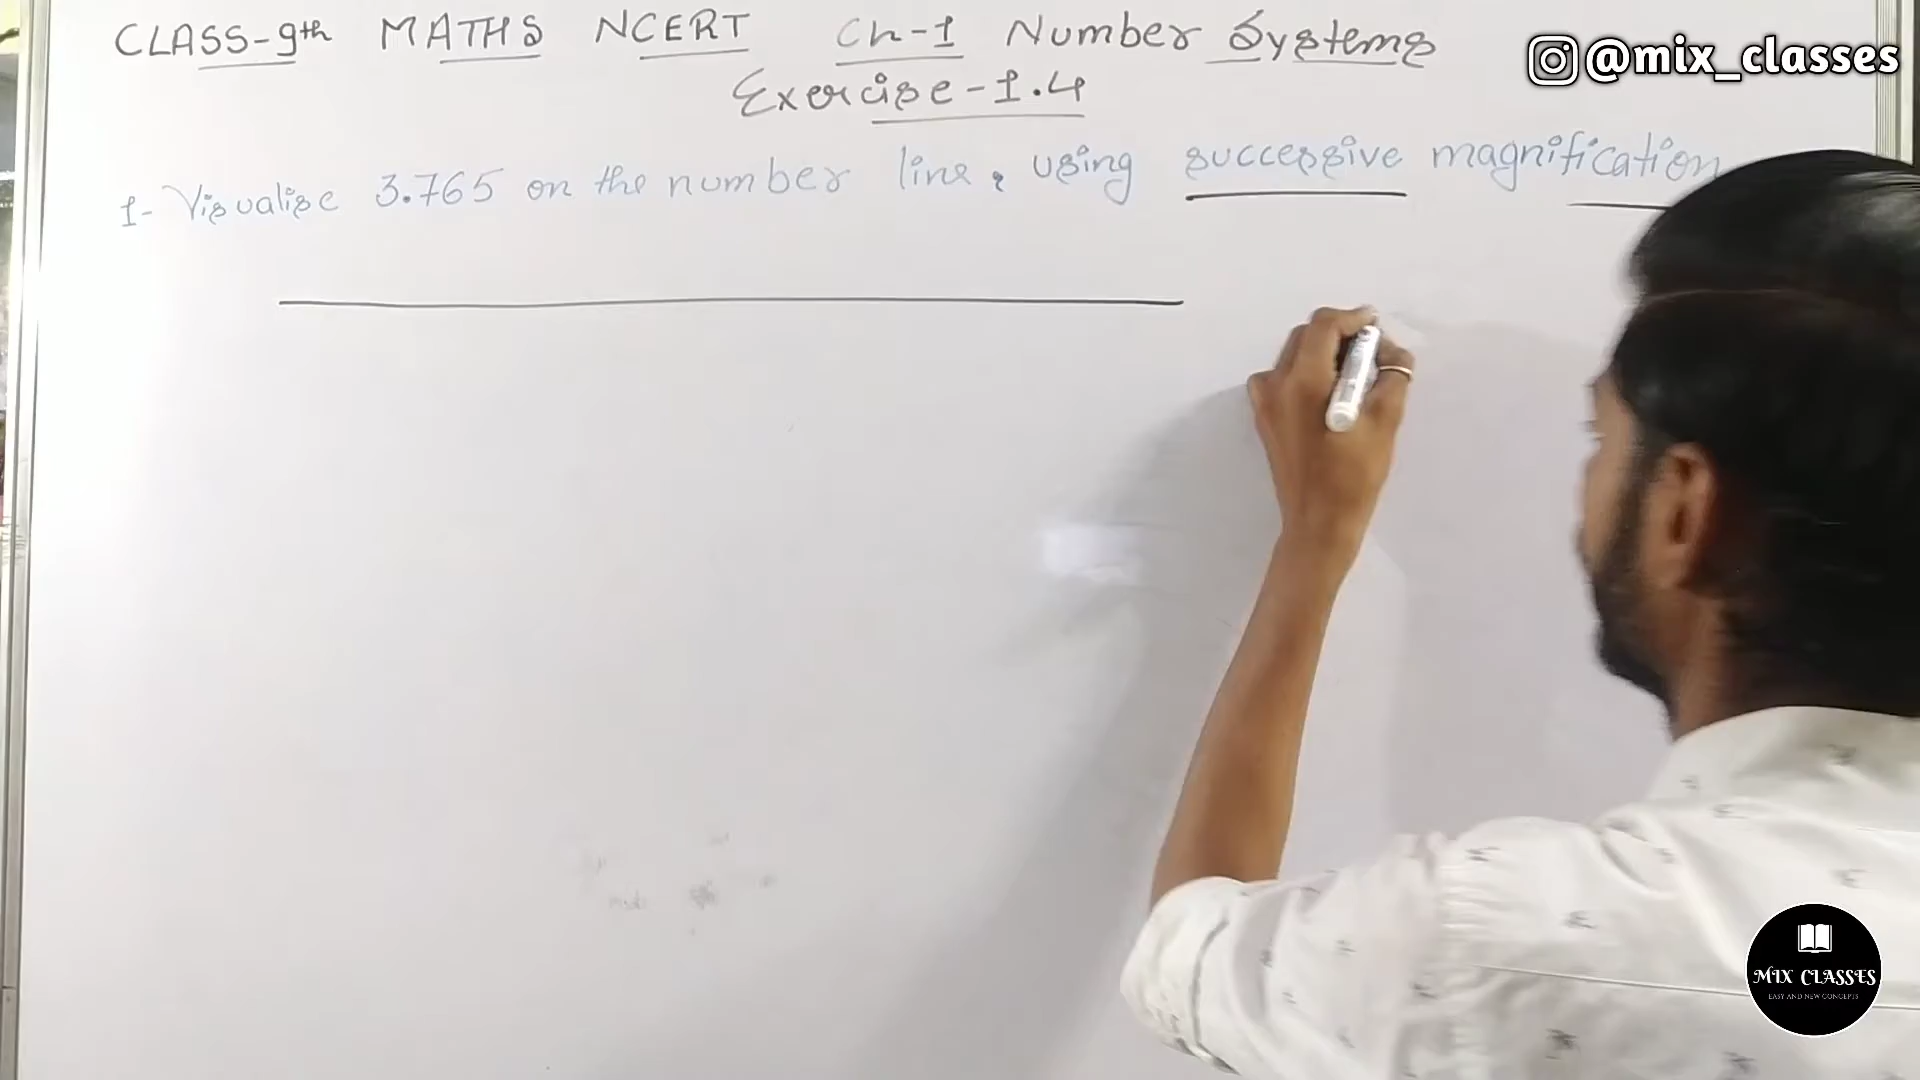 CLASS-9th MATHS NCERT Ch-1 Number Systems
@mix_classes
Exercise-1.4
1- Visualise 3.765 on the number line, using successive magnification
MIX CLASSES
EASY AND NEW CONCEPTS